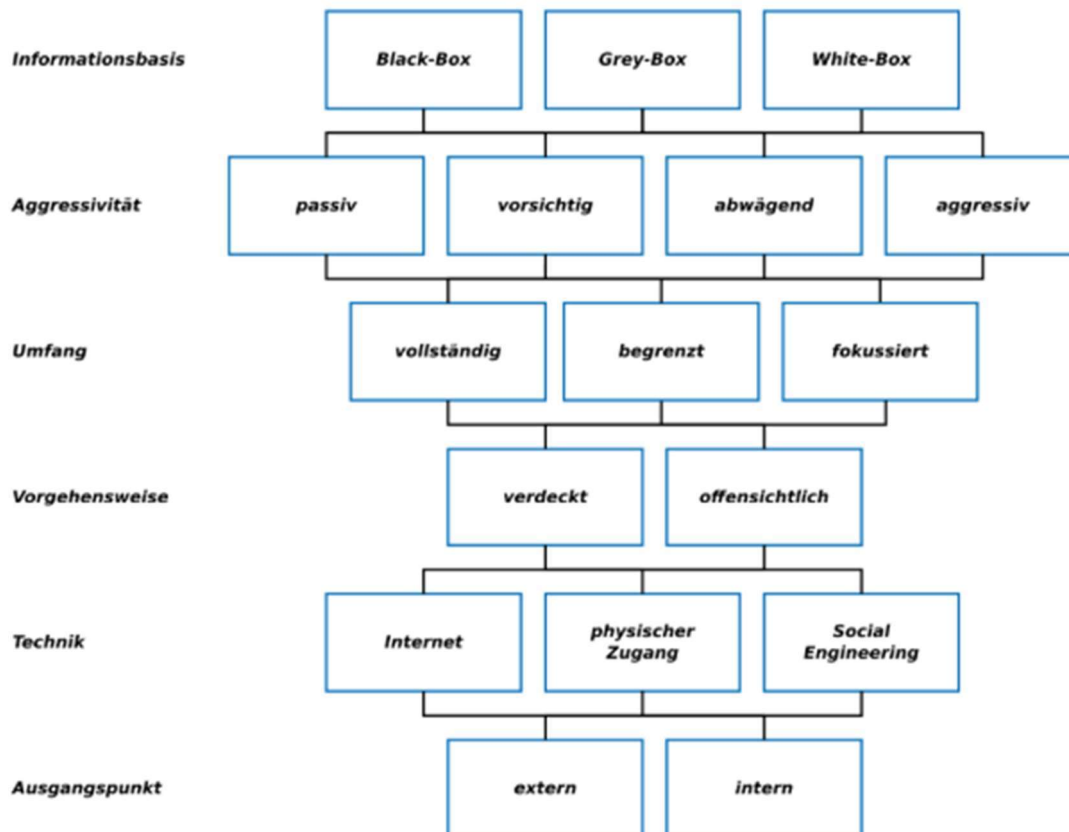 Informationsbasis
Black-Box
Grey-Box
White-Box
Aggressivität
passiv
vorsichtig
abwägend
aggressiv
Umfang
vollständig
begrenzt
fokussiert
Vorgehensweise
verdeckt
offensichtlich
Technik
Internet
physischer
Zugang
Social
Engineering
Ausgangspunkt
extern
intern